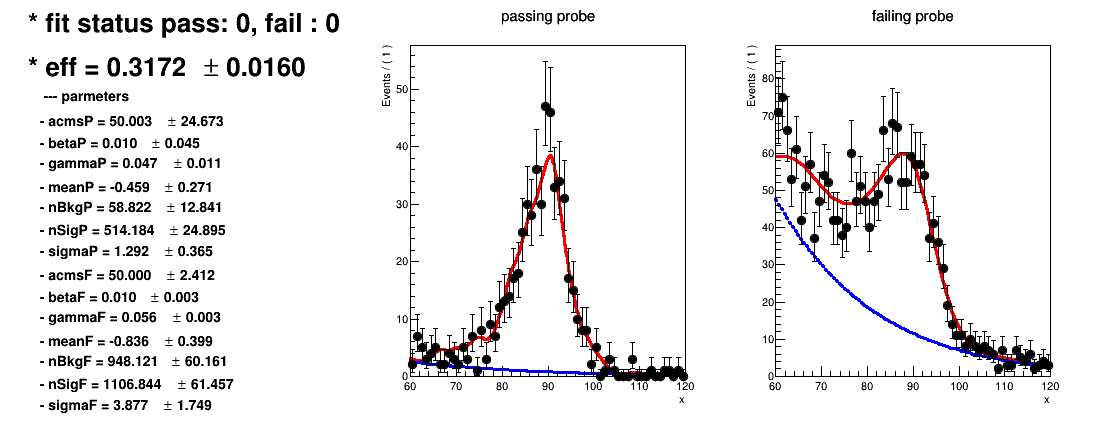 * fit status pass: 0, fail : 0
* eff = 0.3172 ± 0.0160
--- parmeters
- acmsP = 50.003 ± 24.673
- betaP = 0.010 ± 0.045
- gammaP = 0.047 ± 0.011
- meanP = -0.459 ± 0.271
- nBkgP = 58.822 ± 12.841
- nSigP = 514.184 ± 24.895
- sigmaP = 1.292 ± 0.365
- acmsF = 50.000 ± 2.412
- betaF = 0.010 ± 0.003
- gammaF = 0.056 ± 0.003
- meanF = -0.836 ± 0.399
- nBkgF = 948.121 ± 60.161
- nSigF = 1106.844 ± 61.457
- sigmaF = 3.877 ± 1.749
passing probe
Events / ( 1 )
50
40
30
20
10
0
60 70 80 90 100 110 120
x
failing probe
Events / ( 1 )
80
70
60
50
40
30
20
10
0
60 70 80 90 100 110 120
x